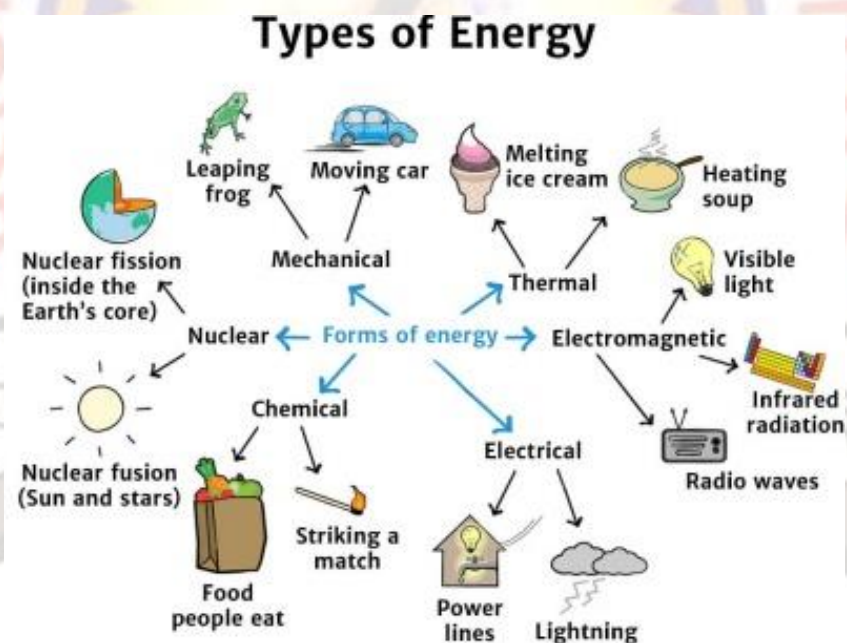 Types of Energy
Leaping
frog
Moving car
Melting
ice cream
Heating
soup
Nuclear fission
(inside the
Earth's core)
Mechanical
Thermal
Visible
light
Nuclear
Forms of energy
Electromagnetic
Infrared
radiation
Chemical
Electrical
Radio waves
Nuclear fusion
(Sun and stars)
Striking a
match
Food
people eat
Power
lines
Lightning